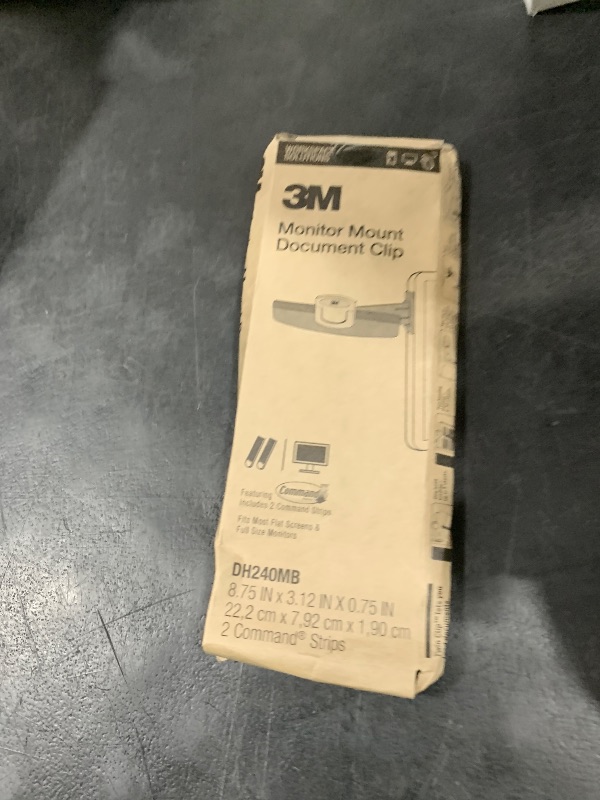 WORKSPACE
SOLUTIONS
3M
Monitor Mount
Document Clip
Featuring Command
Includes 2 Command Strips
Fits Most Flat Screens &
Full Size Monitors
DH240MB
8.75 IN x 3.12 IN X 0.75 IN
22,2 cm x 7,92 cm x 1,90 cm
2 Command® Strips